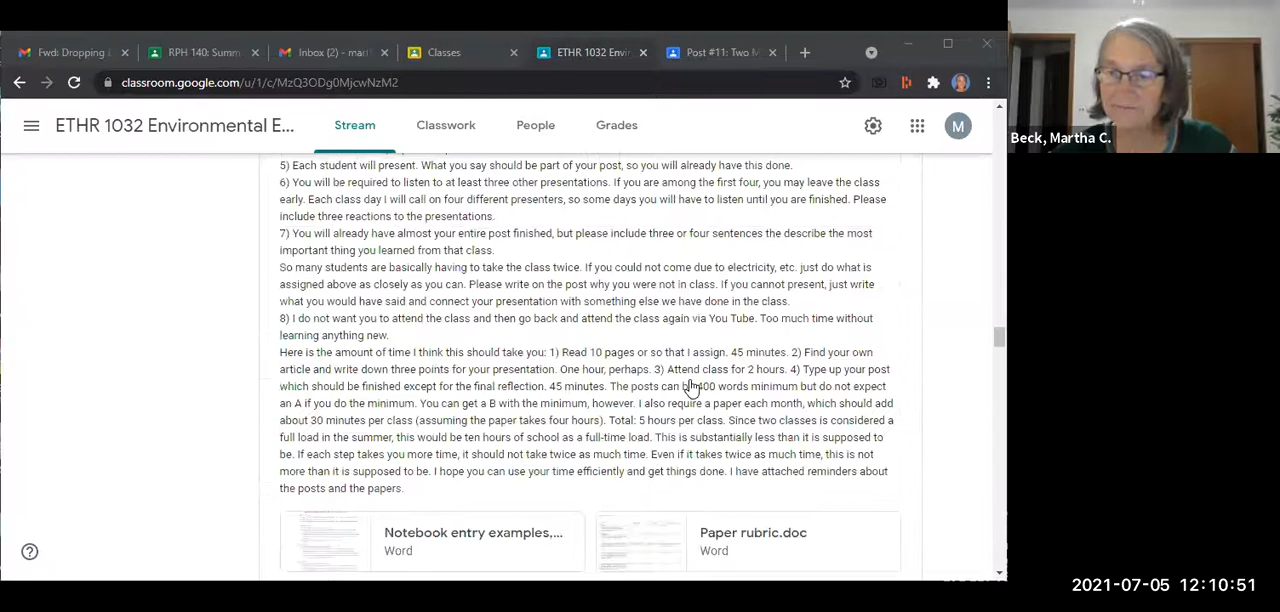 Fwd: Dropping
RPH 140: Summ
Inbox (2) - mart
Classes
ETHR 1032 Envi
Post #11: Two M
classroom.google.com/u/1/c/MzQ3ODg0MjcwNzM2
ETHR 1032 Environmental E...
Stream
Classwork
People
Grades
M
Beck, Martha C.
5) Each student will present. What you say should be part of your post, so you will already have this done.
6) You will be required to listen to at least three other presentations. If you are among the first four, you may leave the class
early. Each class day I will call on four different presenters, so some days you will have to listen until you are finished. Please
include three reactions to the presentations.
7) You will already have almost your entire post finished, but please include three or four sentences the describe the most
important thing you learned from that class.
So many students are basically having to take the class twice. If you could not come due to electricity, etc. just do what is
assigned above as closely as you can. Please write on the post why you were not in class. If you cannot present, just write
what you would have said and connect your presentation with something else we have done in the class.
8) I do not want you to attend the class and then go back and attend the class again via You Tube. Too much time without
learning anything new.
Here is the amount of time I think this should take you: 1) Read 10 pages or so that I assign. 45 minutes. 2) Find your own
article and write down three points for your presentation. One hour, perhaps. 3) Attend class for 2 hours. 4) Type up your post
which should be finished except for the final reflection. 45 minutes. The posts can be 400 words minimum but do not expect
an A if you do the minimum. You can get a B with the minimum, however. I also require a paper each month, which should add
about 30 minutes per class (assuming the paper takes four hours). Total: 5 hours per class. Since two classes is considered a
full load in the summer, this would be ten hours of school as a full-time load. This is substantially less than it is supposed to
be. If each step takes you more time, it should not take twice as much time. Even if it takes twice as much time, this is not
more than it is supposed to be. I hope you can use your time efficiently and get things done. I have attached reminders about
the posts and the papers.
Notebook entry examples,...
Word
Paper rubric.doc
Word
2021-07-05 12:10:51